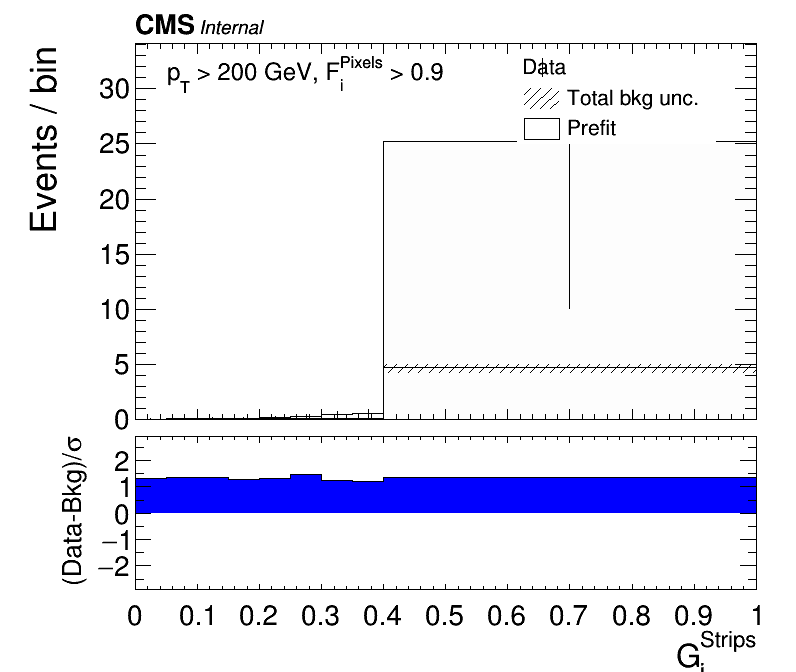 CMS Internal
Events / bin
p_T > 200 GeV, F_i^Pixels > 0.9
Data
Total bkg unc.
Prefit
30
25
20
15
10
5
0
(Data-Bkg)/σ
2
1
0
−1
−2
0 0.1 0.2 0.3 0.4 0.5 0.6 0.7 0.8 0.9 1
G_i^Strips